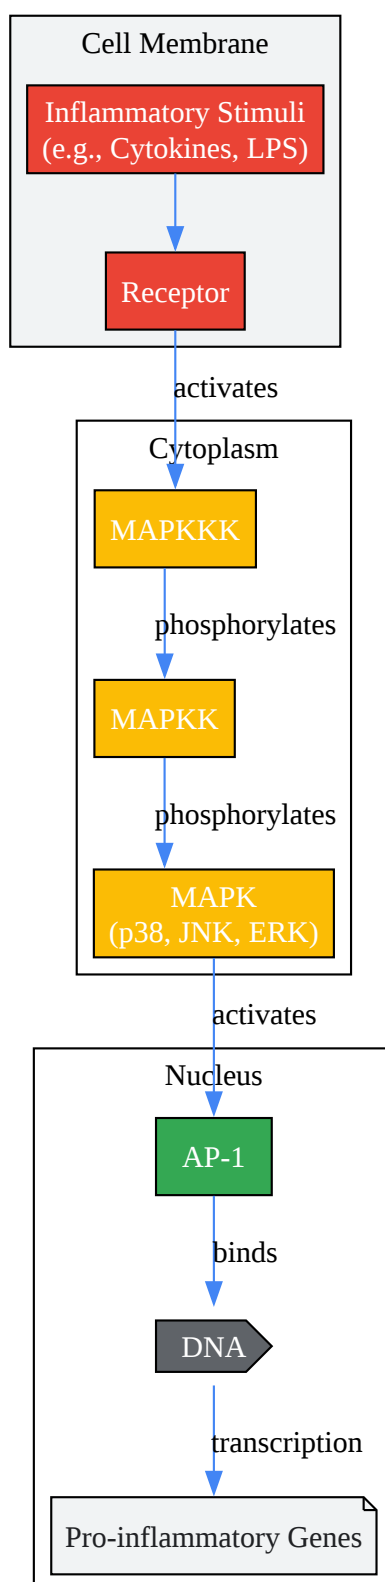 Cell Membrane
Inflammatory Stimuli
(e.g., Cytokines, LPS)
Receptor
activates
Cytoplasm
MAPKKK
phosphorylates
MAPKK
phosphorylates
MAPK
(p38, JNK, ERK)
activates
Nucleus
AP-1
binds
DNA
transcription
Pro-inflammatory Genes